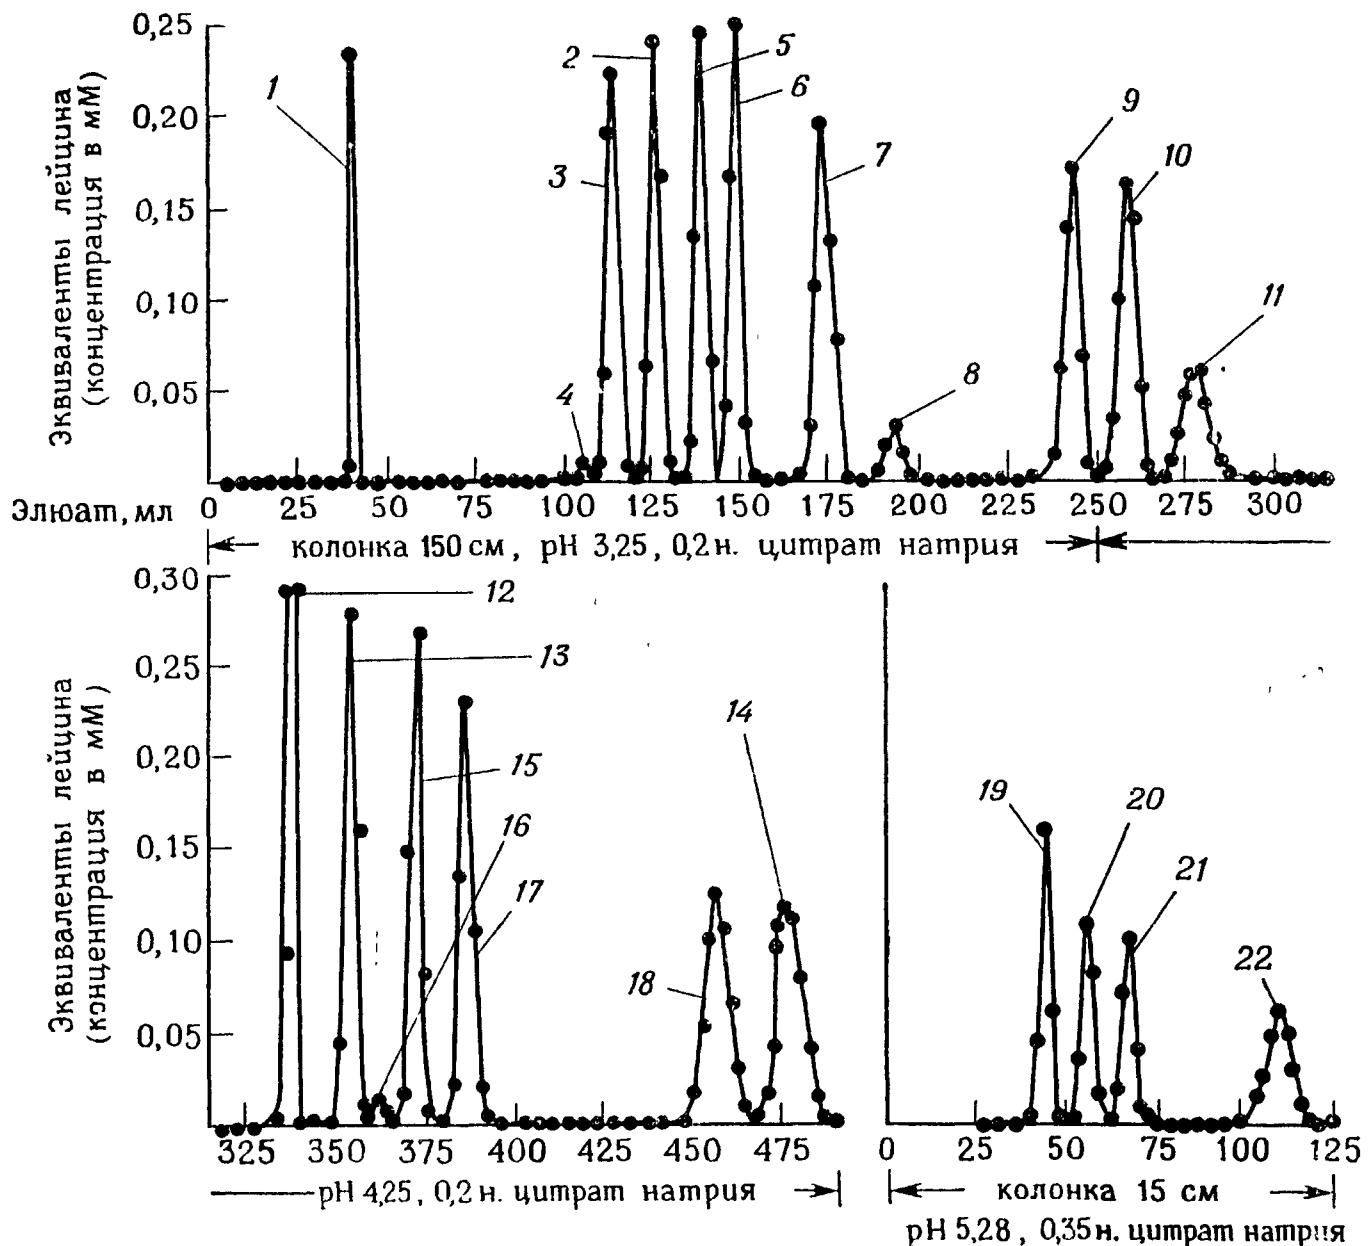 Эквиваленты лейцина
(концентрация в мМ)
0,25
0,20
0,15
0,10
0,05
1
2
3
4
5
6
7
8
9
10
11
0 25 50 75 100 125 150 175 200 225 250 275 300
Элюат, мл
колонка 150 см, pH 3,25, 0,2 н. цитрат натрия
Эквиваленты лейцина
(концентрация в мМ)
0,30
0,25
0,20
0,15
0,10
0,05
12
13
15
16
17
18
14
19
20
21
22
325 350 375 400 425 450 475
0 25 50 75 100 125
pH 4,25, 0,2 н. цитрат натрия
колонка 15 см
pH 5,28, 0,35 н. цитрат натрия